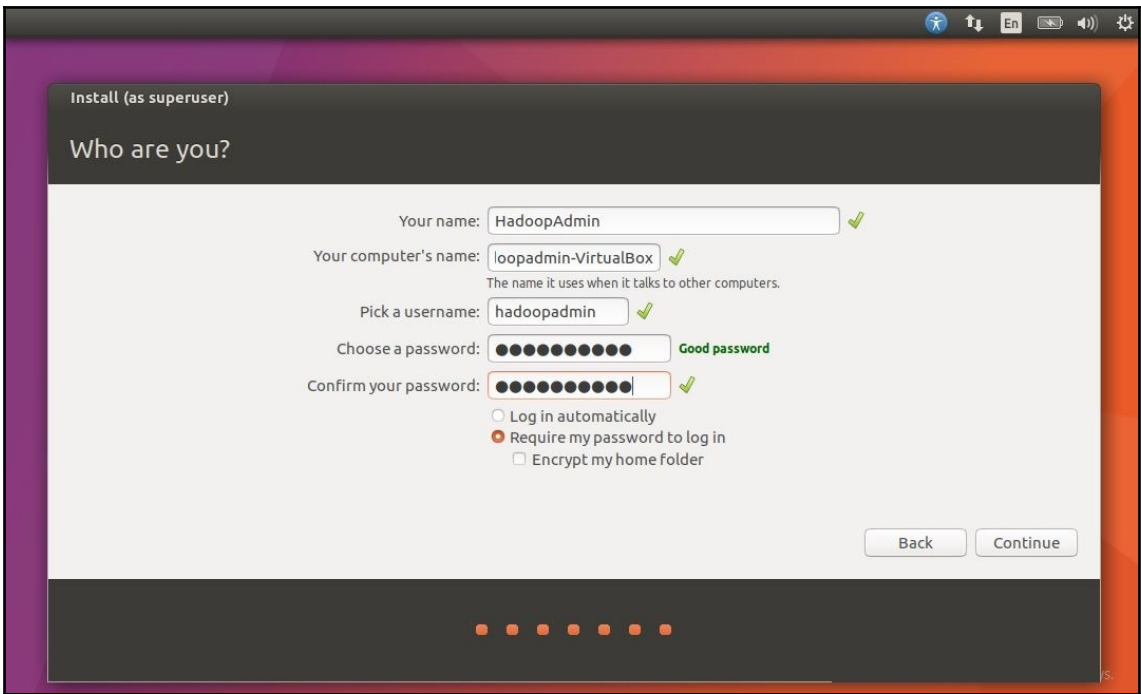 En
Install (as superuser)
Who are you?
Your name: HadoopAdmin
Your computer's name: loopadmin-VirtualBox
The name it uses when it talks to other computers.
Pick a username: hadoopadmin
Choose a password: ●●●●●●●●●● Good password
Confirm your password: ●●●●●●●●●●
Log in automatically
Require my password to log in
Encrypt my home folder
Back Continue
ys.